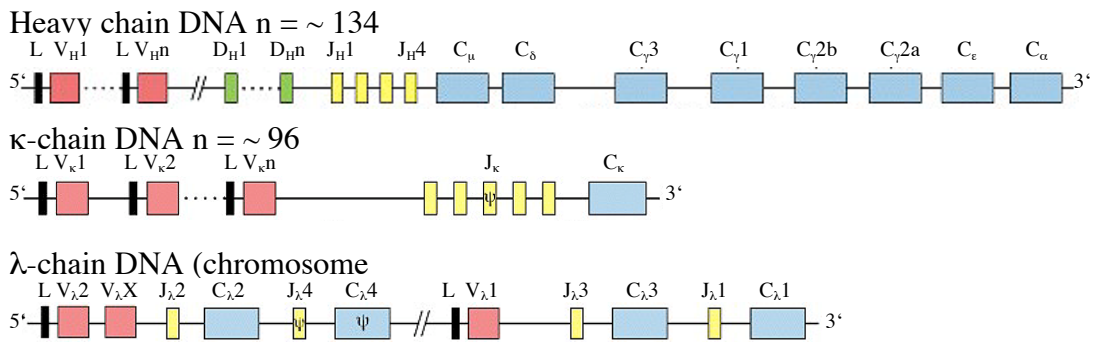 Heavy chain DNA n = ~ 134
L V_H1 L V_Hn D_H1 D_Hn J_H1 J_H4 C_μ C_δ C_γ3 C_γ1 C_γ2b C_γ2a C_ε C_α
5‘ 3‘
κ-chain DNA n = ~ 96
L V_κ1 L V_κ2 L V_κn J_κ C_κ
5‘ ψ 3‘
λ-chain DNA (chromosome
L V_λ2 V_λX J_λ2 C_λ2 J_λ4 C_λ4 L V_λ1 J_λ3 C_λ3 J_λ1 C_λ1
5‘ ψ ψ 3‘